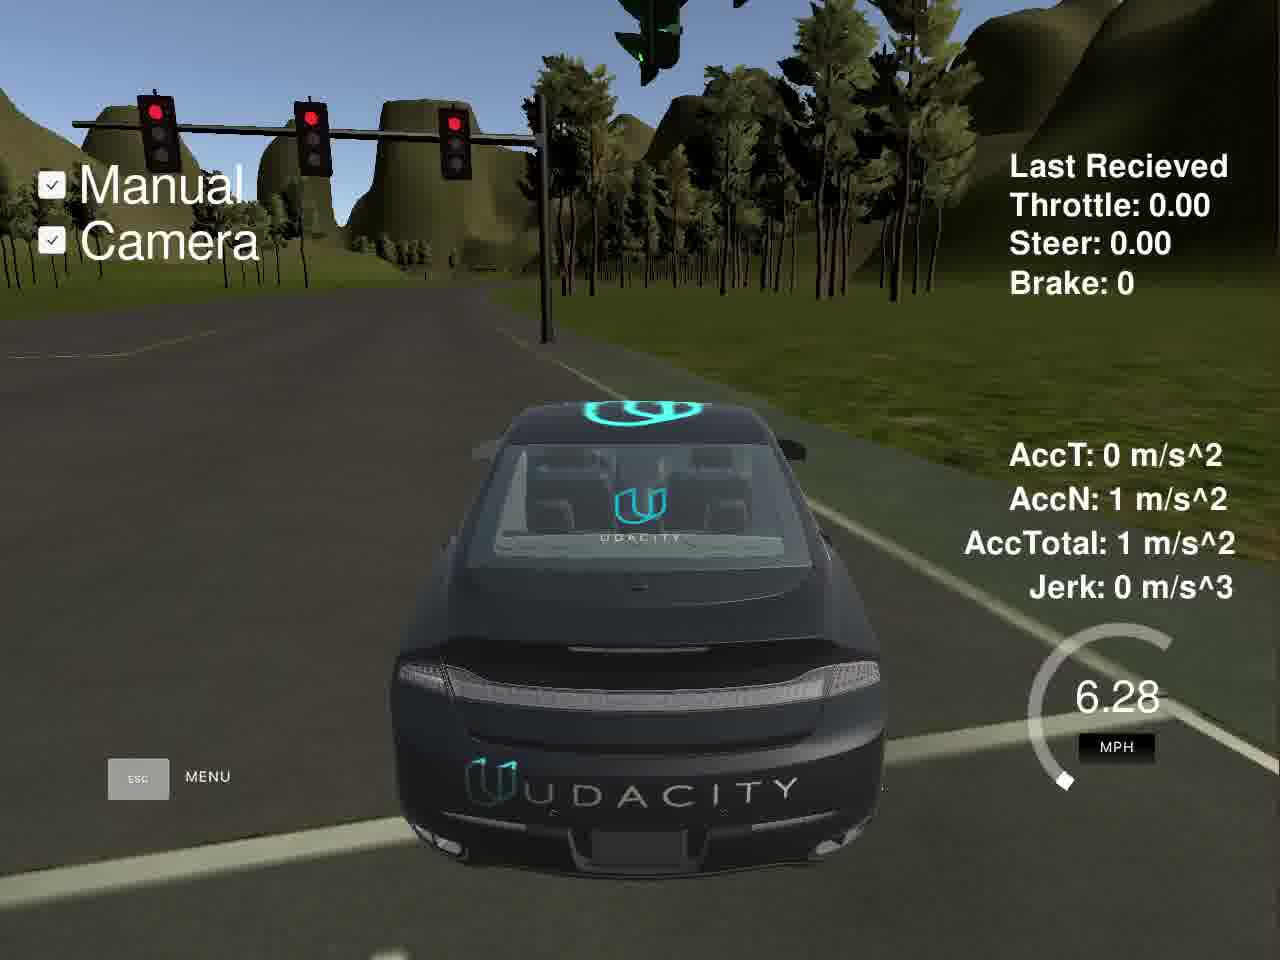 Manual
Camera
Last Recieved
Throttle: 0.00
Steer: 0.00
Brake: 0
AccT: 0 m/s^2
AccN: 1 m/s^2
AccTotal: 1 m/s^2
Jerk: 0 m/s^3
UDACITY
6.28
MPH
ESC MENU
UDACITY